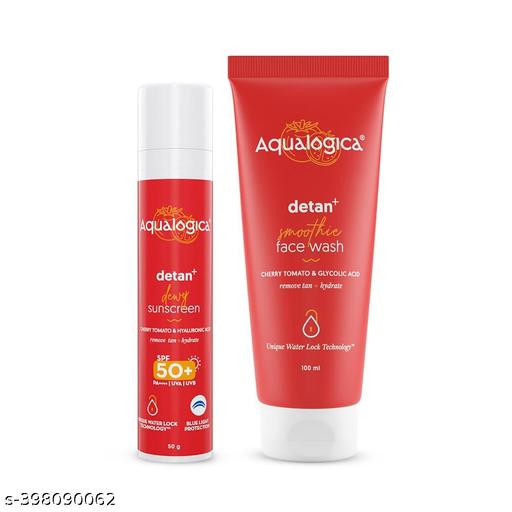 Aqualogica®
detan+
dewy
sunscreen
CHERRY TOMATO & HYALURONIC ACID
remove tan + hydrate
SPF
50+
PA++++ | UVA | UVB
UNIQUE WATER LOCK
TECHNOLOGY™
BLUE LIGHT
PROTECTION
50 g
Aqualogica®
detan+
smoothie
face wash
CHERRY TOMATO & GLYCOLIC ACID
remove tan + hydrate
Unique Water Lock Technology™
100 ml
s-398090062